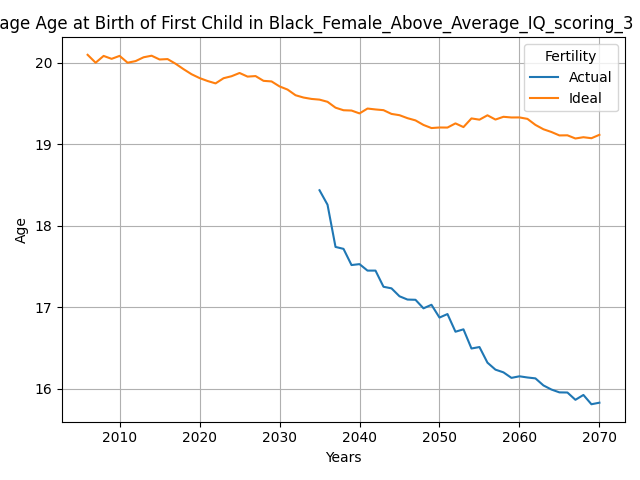 age Age at Birth of First Child in Black_Female_Above_Average_IQ_scoring_3
Fertility
Actual
Ideal
Age
20
19
18
17
16
2010 2020 2030 2040 2050 2060 2070
Years